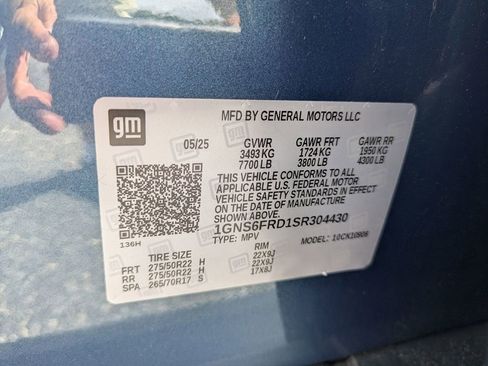 gm
MFD BY GENERAL MOTORS LLC
05/25 GVWR GAWR FRT GAWR RR
3493 KG 1724 KG 1950 KG
7700 LB 3800 LB 4300 LB
THIS VEHICLE CONFORMS TO ALL
APPLICABLE U.S. FEDERAL MOTOR
VEHICLE SAFETY STANDARDS IN EFFECT
ON THE DATE OF MANUFACTURE
SHOWN ABOVE.
1GNS6FRD1SR304430
136H TYPE: MPV MODEL: 10CK10906
TIRE SIZE RIM
FRT 275/50R22 H 22X9J
RR 275/50R22 H 22X9J
SPA 265/70R17 S 17X8J